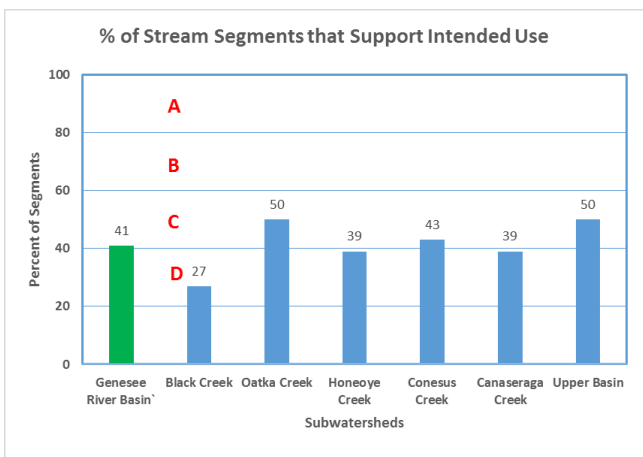 % of Stream Segments that Support Intended Use
100
A
80
B
60
50
50
C
41
43
39
39
40
D
27
20
0
Percent of Segments
Genesee
River Basin`
Black Creek
Oatka Creek
Honeoye
Creek
Conesus
Creek
Canaseraga
Creek
Upper Basin
Subwatersheds